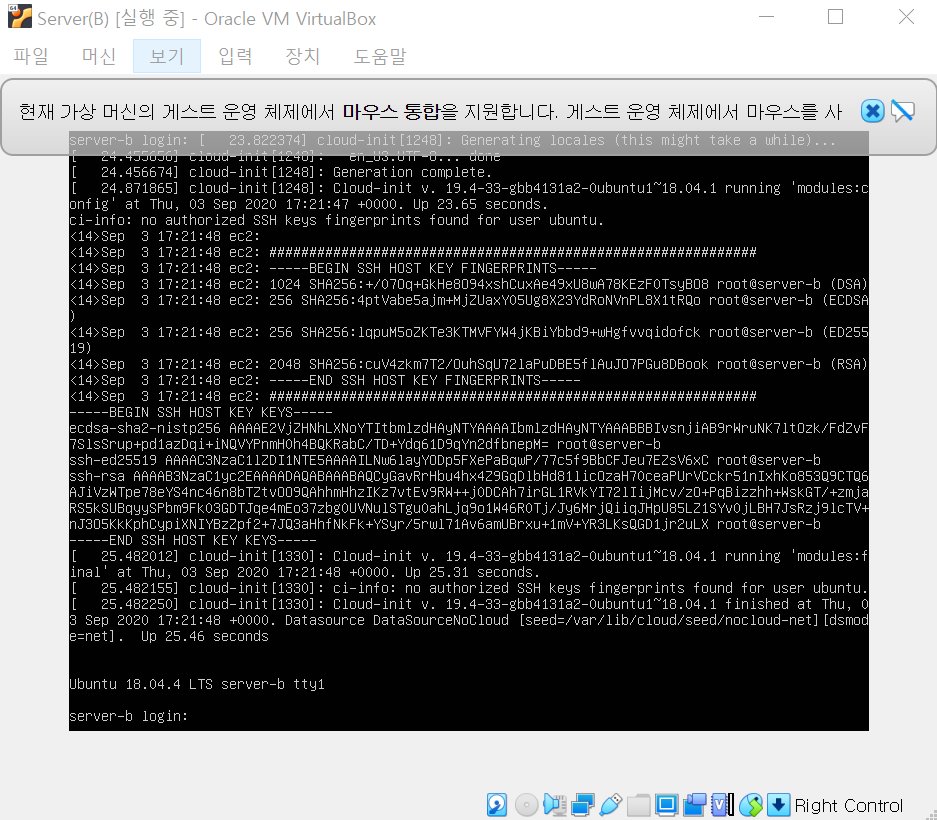 Server(B) [실행 중] - Oracle VM VirtualBox
파일 머신 보기 입력 장치 도움말
현재 가상 머신의 게스트 운영 체제에서 마우스 통합을 지원합니다. 게스트 운영 체제에서 마우스를 사
server-b login: [   23.822374] cloud-init[1248]: Generating locales (this might take a while)...
[   24.455656] cloud-init[1248]:   en_US.UTF-8... done
[   24.456674] cloud-init[1248]: Generation complete.
[   24.871865] cloud-init[1248]: Cloud-init v. 19.4-33-gbb4131a2-0ubuntu1~18.04.1 running 'modules:c
onfig' at Thu, 03 Sep 2020 17:21:47 +0000. Up 23.65 seconds.
ci-info: no authorized SSH keys fingerprints found for user ubuntu.
<14>Sep  3 17:21:48 ec2:
<14>Sep  3 17:21:48 ec2: #############################################################
<14>Sep  3 17:21:48 ec2: -----BEGIN SSH HOST KEY FINGERPRINTS-----
<14>Sep  3 17:21:48 ec2: 1024 SHA256:+/07Oq+GKHe8O94xshCuxAe49xU8wA78KEzF0TsyBO8 root@server-b (DSA)
<14>Sep  3 17:21:48 ec2: 256 SHA256:4ptVabe5ajm+MjZUaxY05Ug8X23YdRoNVnPL8X1tRQo root@server-b (ECDSA
)
<14>Sep  3 17:21:48 ec2: 256 SHA256:lqpuM5oZKTe3KTMVFYW4jKBiYbbd9+wHgfvvqidofck root@server-b (ED255
19)
<14>Sep  3 17:21:48 ec2: 2048 SHA256:cuV4zkm7T2/OuhSqU72laPuDBE5flAuJO7PGu8DBook root@server-b (RSA)
<14>Sep  3 17:21:48 ec2: -----END SSH HOST KEY FINGERPRINTS-----
<14>Sep  3 17:21:48 ec2: #############################################################
-----BEGIN SSH HOST KEY KEYS-----
ecdsa-sha2-nistp256 AAAAE2VjZHNhLXNoYTItbmlzdHAyNTYAAAAIbmlzdHAyNTYAAABBBIvsnjiAB9rWruNK7ltOzk/FdZvF
7SlsSrup+pd1azDqi+iNQVYPnmH0h4BQKRabC/TD+Ydq61D9qYn2dfbnepM= root@server-b
ssh-ed25519 AAAAC3NzaC1lZDI1NTE5AAAAILNw6layYODp5FXePaBqwP/77c5f9BbCFJeu7EZsV6xC root@server-b
ssh-rsa AAAAB3NzaC1yc2EAAAADAQABAAABAQCyGavRrHbu4hx4Z9GqDlbHd81licOzaH70ceaPUrVCckr51nIxhKo853Q9CTQ6
AJiVzWTpe78eYS4nc46n8bTZtvOO9QAhhmHhzIKz7vtEv9RW++jODCAh7irGL1RVkYI72lIijMcv/zO+PqBizzhh+WskGT/+zmja
RS5kSUBqyySPbm9Fk03GDTJqe4mEo37zbg0UVNulSTgu0ahLjq9o1W46R0Tj/Jy6MrjQiiqJHpU85LZ1SYv0jLBH7JsRzj9lcTV+
nJ3O5KkKphCypiXNIYBzZpf2+7JQ3aHhfNkFk+YSyr/5rwl71Av6amUBrxu+1mV+YR3LKsQGD1jr2uLX root@server-b
-----END SSH HOST KEY KEYS-----
[   25.482012] cloud-init[1330]: Cloud-init v. 19.4-33-gbb4131a2-0ubuntu1~18.04.1 running 'modules:f
inal' at Thu, 03 Sep 2020 17:21:48 +0000. Up 25.31 seconds.
[   25.482155] cloud-init[1330]: ci-info: no authorized SSH keys fingerprints found for user ubuntu.
[   25.482250] cloud-init[1330]: Cloud-init v. 19.4-33-gbb4131a2-0ubuntu1~18.04.1 finished at Thu, 0
3 Sep 2020 17:21:48 +0000. Datasource DataSourceNoCloud [seed=/var/lib/cloud/seed/nocloud-net][dsmod
e=net].  Up 25.46 seconds
Ubuntu 18.04.4 LTS server-b tty1
server-b login:
Right Control